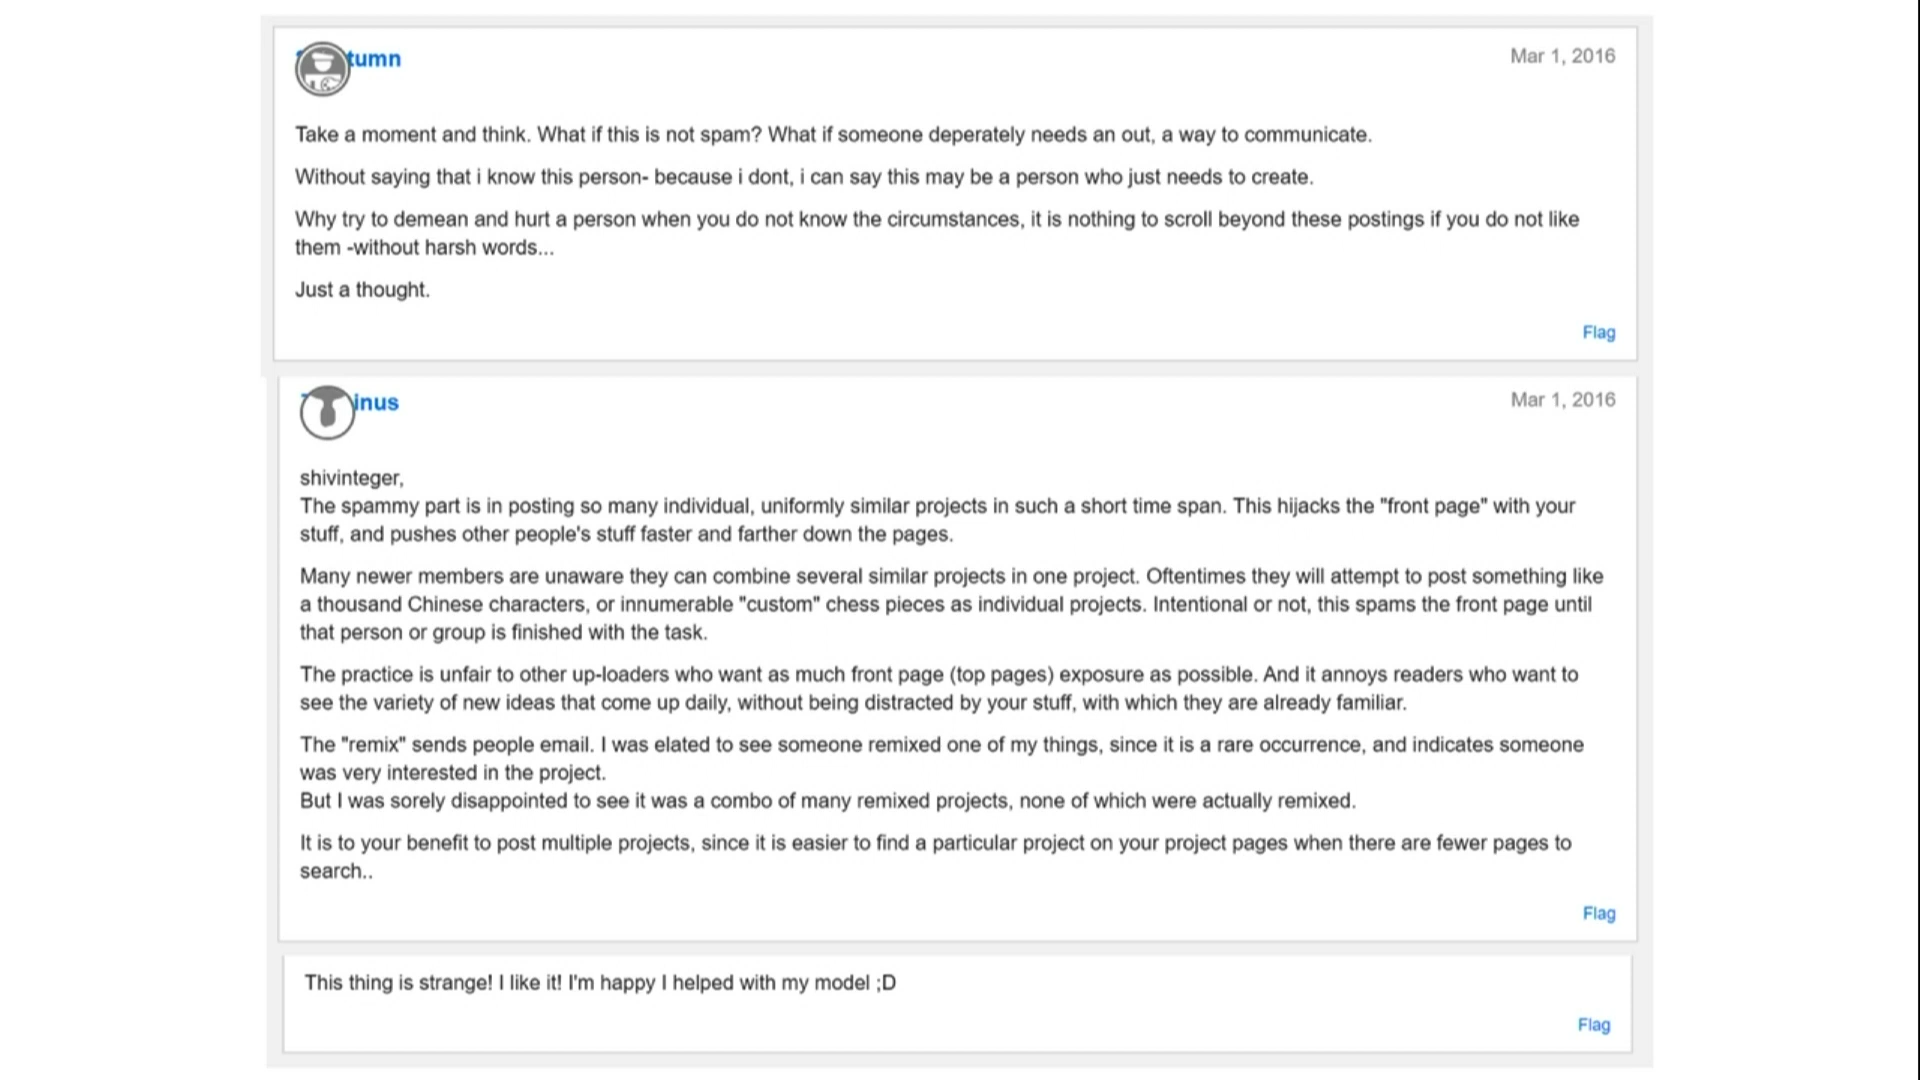 tumn
Mar 1, 2016
Take a moment and think. What if this is not spam? What if someone deperately needs an out, a way to communicate.
Without saying that i know this person- because i dont, i can say this may be a person who just needs to create.
Why try to demean and hurt a person when you do not know the circumstances, it is nothing to scroll beyond these postings if you do not like
them -without harsh words...
Just a thought.
Flag
inus
Mar 1, 2016
shivinteger,
The spammy part is in posting so many individual, uniformly similar projects in such a short time span. This hijacks the "front page" with your
stuff, and pushes other people's stuff faster and farther down the pages.
Many newer members are unaware they can combine several similar projects in one project. Oftentimes they will attempt to post something like
a thousand Chinese characters, or innumerable "custom" chess pieces as individual projects. Intentional or not, this spams the front page until
that person or group is finished with the task.
The practice is unfair to other up-loaders who want as much front page (top pages) exposure as possible. And it annoys readers who want to
see the variety of new ideas that come up daily, without being distracted by your stuff, with which they are already familiar.
The "remix" sends people email. I was elated to see someone remixed one of my things, since it is a rare occurrence, and indicates someone
was very interested in the project.
But I was sorely disappointed to see it was a combo of many remixed projects, none of which were actually remixed.
It is to your benefit to post multiple projects, since it is easier to find a particular project on your project pages when there are fewer pages to
search..
Flag
This thing is strange! I like it! I'm happy I helped with my model ;D
Flag